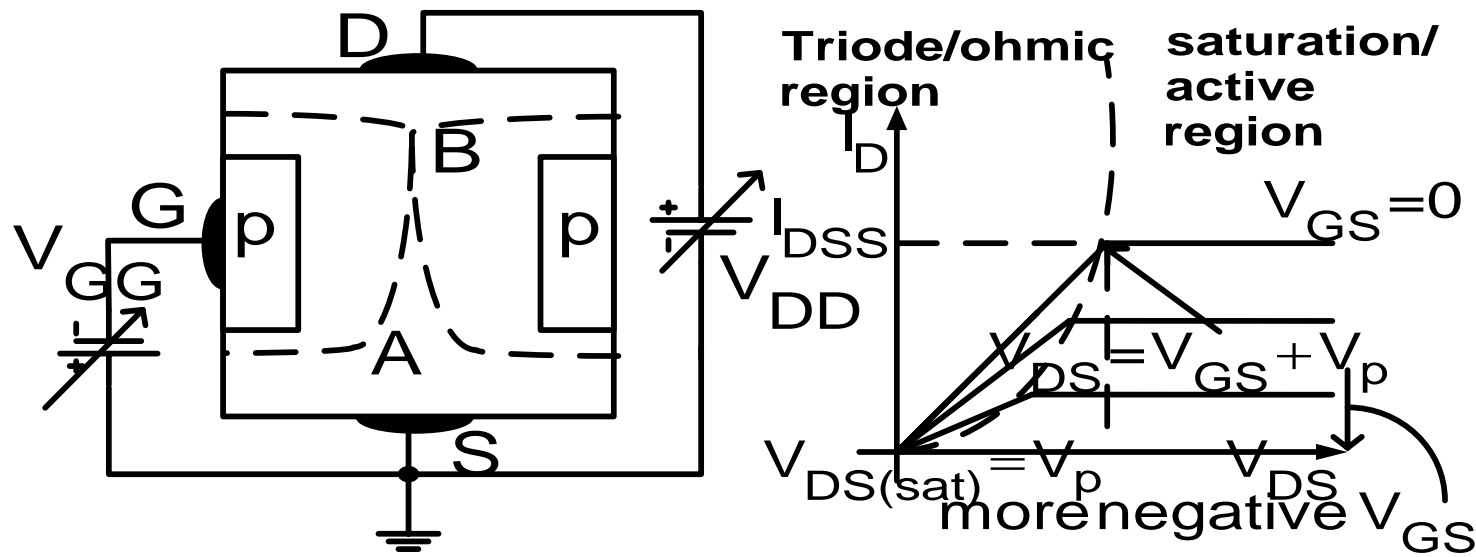 D
B
G
p
p
V GG
-
+
A
S
+
-
V DD
Triode/ohmic
region
saturation/
active
region
I D
I DSS
V GS =0
V DS =V GS +V p
V DS(sat) =V p
V DS
more negative V GS